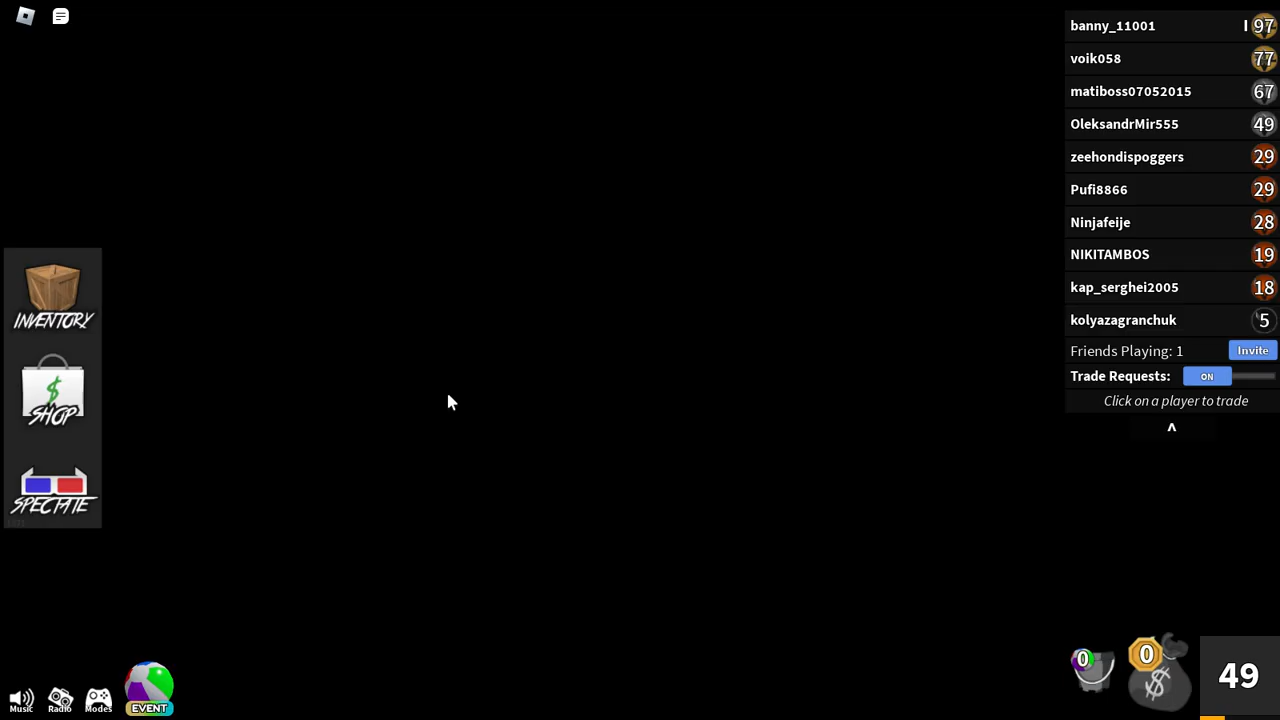 banny_11001 I 97
voik058 77
matiboss07052015 67
OleksandrMir555 49
zeehondispoggers 29
Pufi8866 29
Ninjafeije 28
NIKITAMBOS 19
kap_serghei2005 18
kolyazagranchuk 5
Friends Playing: 1 Invite
Trade Requests: ON
Click on a player to trade
^
INVENTORY
$
SHOP
SPECTATE
Music
Radio
Modes
EVENT
0
0
$
49